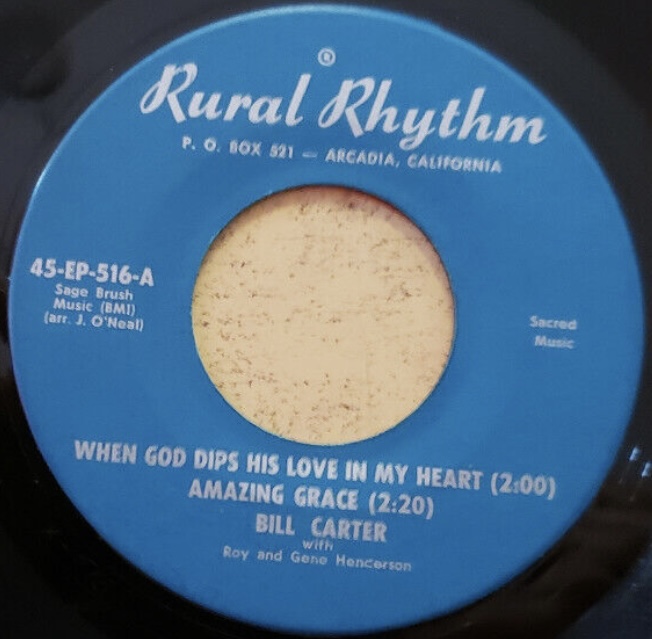 ®
Rural Rhythm
P. O. BOX 521 — ARCADIA, CALIFORNIA
45-EP-516-A
Sage Brush
Music (BMI)
(arr. J. O'Neal)
Sacred
Music
WHEN GOD DIPS HIS LOVE IN MY HEART (2:00)
AMAZING GRACE (2:20)
BILL CARTER
with
Roy and Gene Henderson